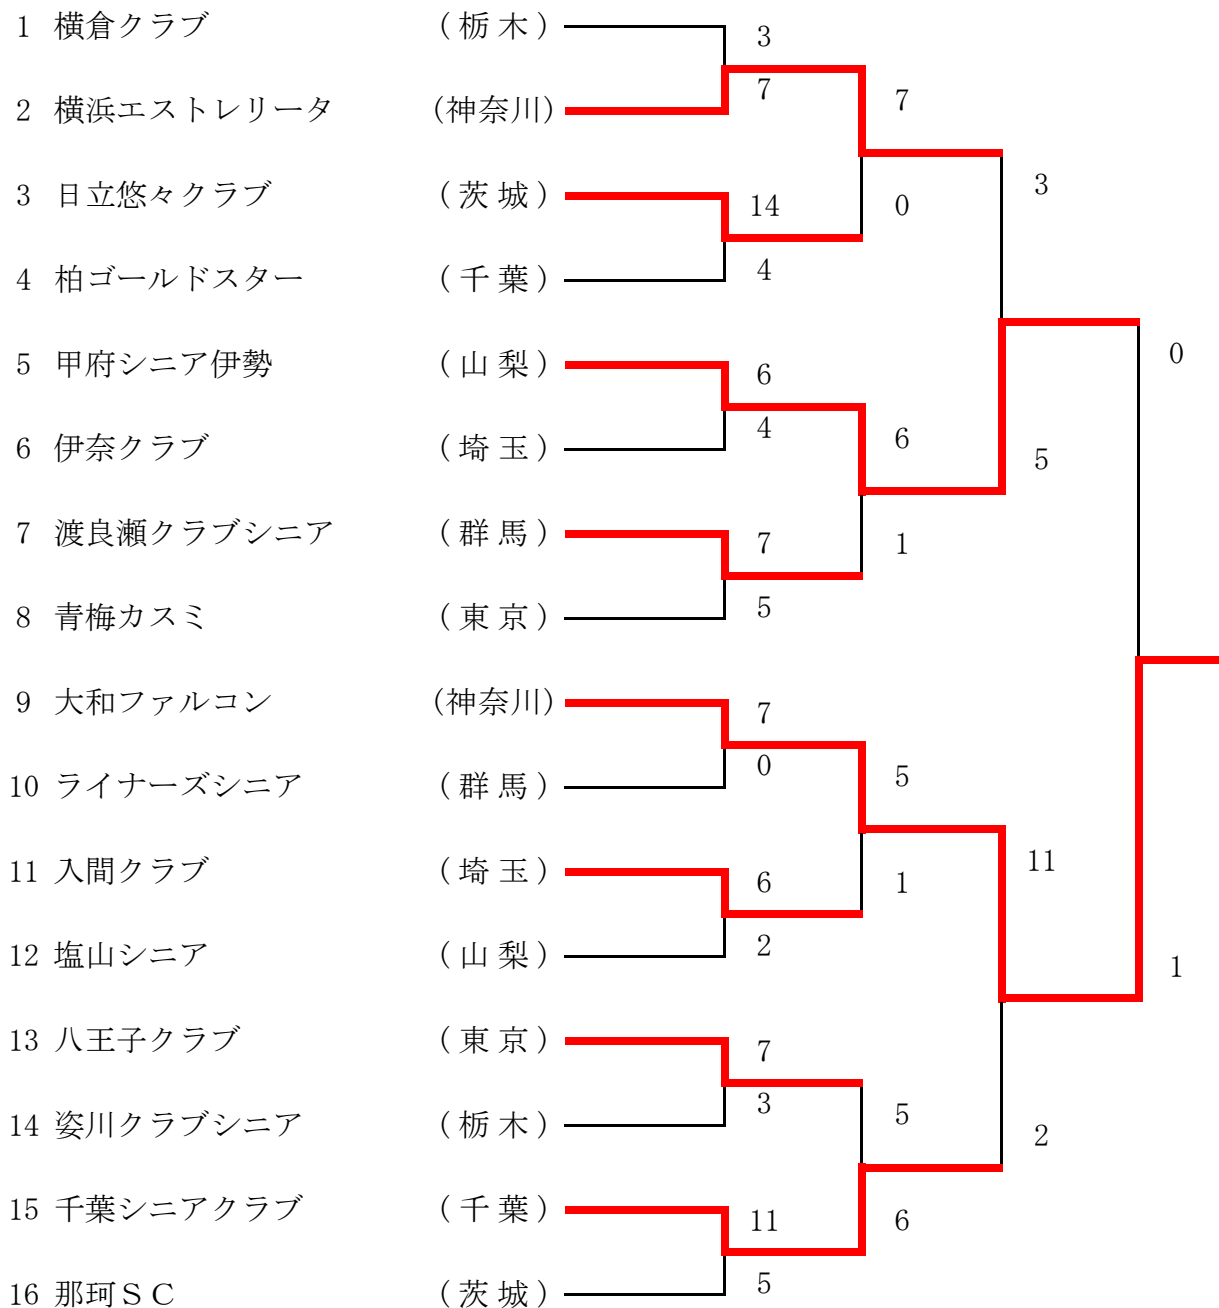 1 横倉クラブ (栃木)
3
7
2 横浜エストレリータ (神奈川)
7
3
3 日立悠々クラブ (茨城)
14
0
4 柏ゴールドスター (千葉)
4
0
5 甲府シニア伊勢 (山梨)
6
4
6 伊奈クラブ (埼玉)
6
5
7 渡良瀬クラブシニア (群馬)
7
1
8 青梅カスミ (東京)
5
9 大和ファルコン (神奈川)
7
0
10 ライナーズシニア (群馬)
5
11
11 入間クラブ (埼玉)
6
1
12 塩山シニア (山梨)
2
1
13 八王子クラブ (東京)
7
3
14 姿川クラブシニア (栃木)
5
2
15 千葉シニアクラブ (千葉)
11
6
16 那珂ＳＣ (茨城)
5